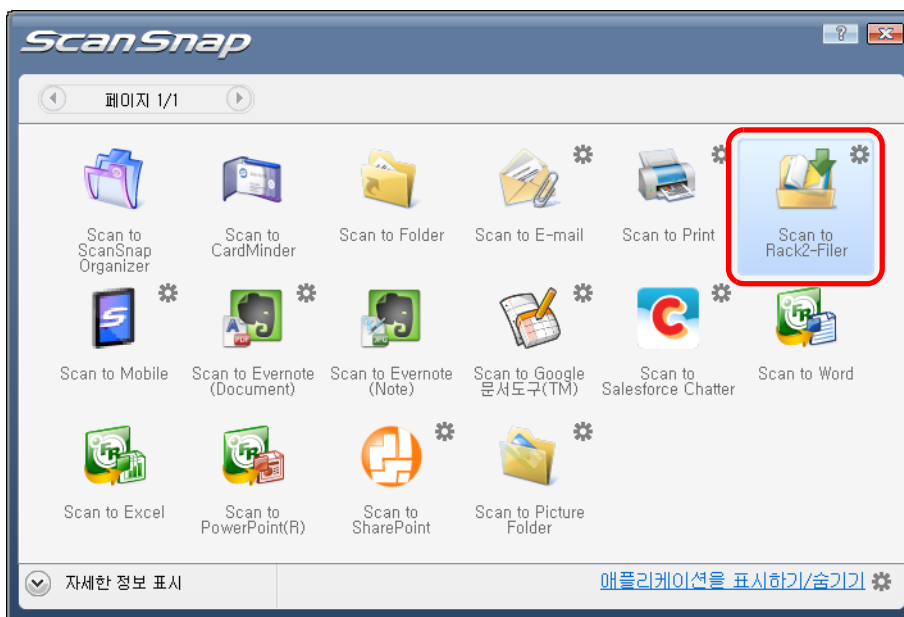 ScanSnap
?
페이지 1/1
Scan to
ScanSnap
Organizer
Scan to
CardMinder
Scan to Folder
Scan to E-mail
Scan to Print
Scan to
Rack2-Filer
Scan to Mobile
Scan to Evernote
(Document)
Scan to Evernote
(Note)
Scan to Google
문서도구(TM)
Scan to
Salesforce Chatter
Scan to Word
Scan to Excel
Scan to
PowerPoint(R)
Scan to
SharePoint
Scan to Picture
Folder
자세한 정보 표시
애플리케이션을 표시하기/숨기기